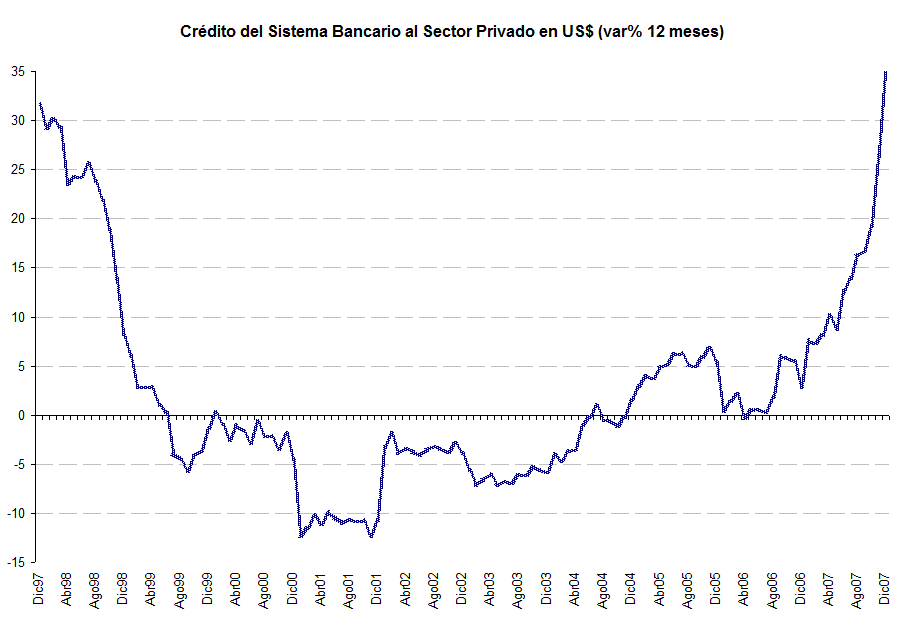 Crédito del Sistema Bancario al Sector Privado en US$ (var% 12 meses)
35
30
25
20
15
10
5
0
-5
-10
-15
Dic97
Abr98
Ago98
Dic98
Abr99
Ago99
Dic99
Abr00
Ago00
Dic00
Abr01
Ago01
Dic01
Abr02
Ago02
Dic02
Abr03
Ago03
Dic03
Abr04
Ago04
Dic04
Abr05
Ago05
Dic05
Abr06
Ago06
Dic06
Abr07
Ago07
Dic07